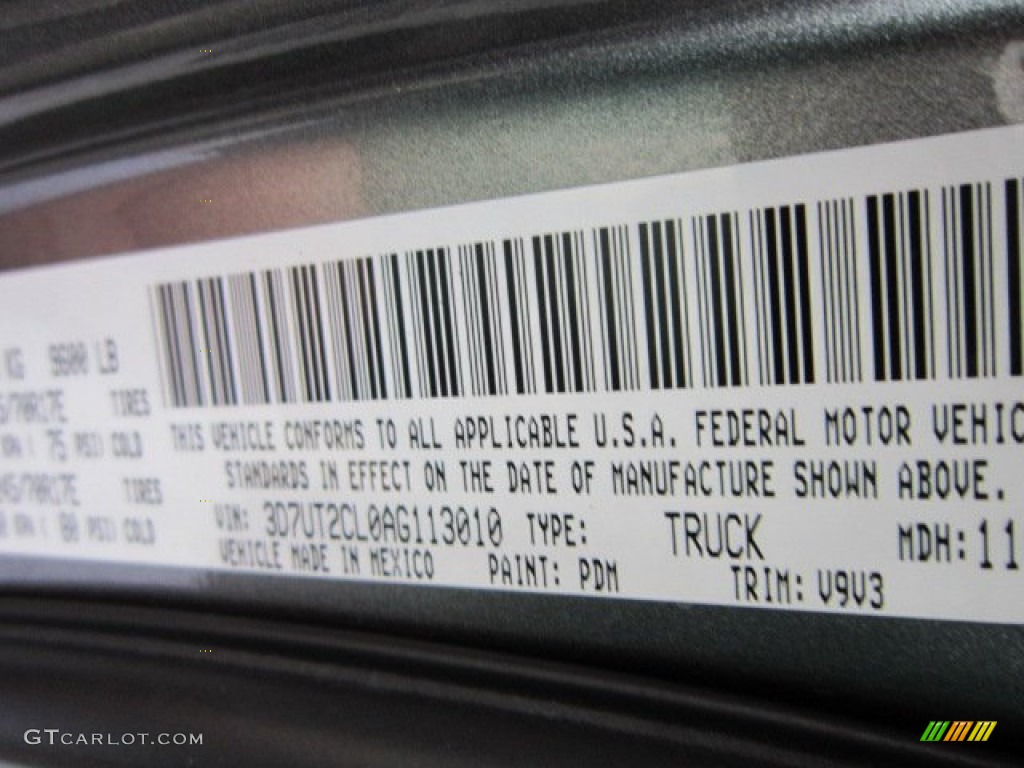 KG 9600 LB
TIRES
75 PSI) COLD
TIRES
80 PSI) COLD
THIS VEHICLE CONFORMS TO ALL APPLICABLE U.S.A. FEDERAL MOTOR VEHIC
STANDARDS IN EFFECT ON THE DATE OF MANUFACTURE SHOWN ABOVE.
VIN: 3D7UT2CL0AG113010 TYPE: TRUCK MDH: 11
VEHICLE MADE IN MEXICO PAINT: PDM TRIM: V9V3
GTCARLOT.COM